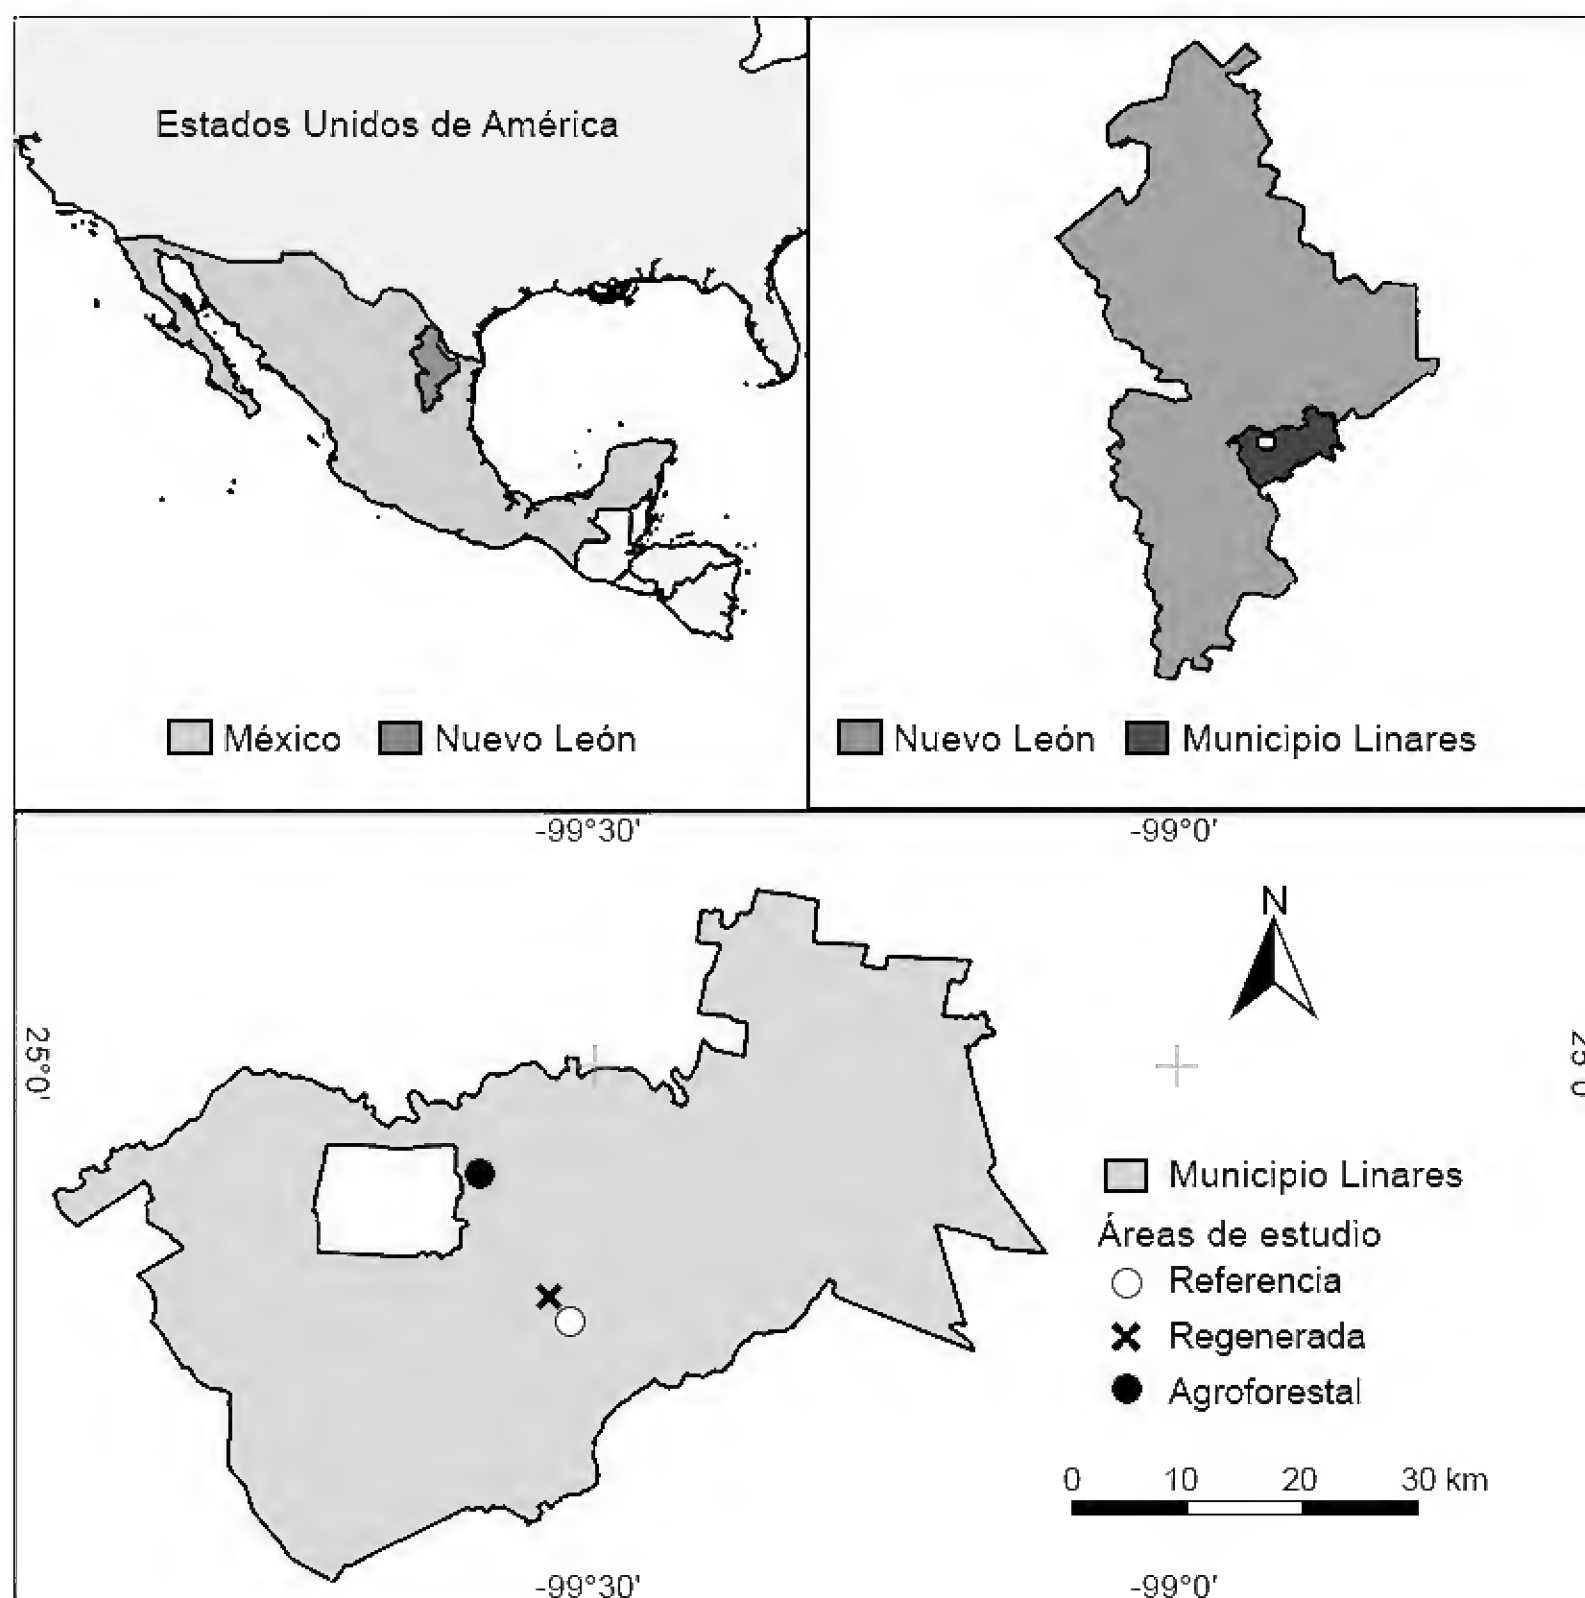 Estados Unidos de América
México
Nuevo León
Nuevo León
Municipio Linares
-99°30'
-99°0'
N
25°0'
25°0'
Municipio Linares
Áreas de estudio
Referencia
Regenerada
Agroforestal
0 10 20 30 km
-99°30'
-99°0'